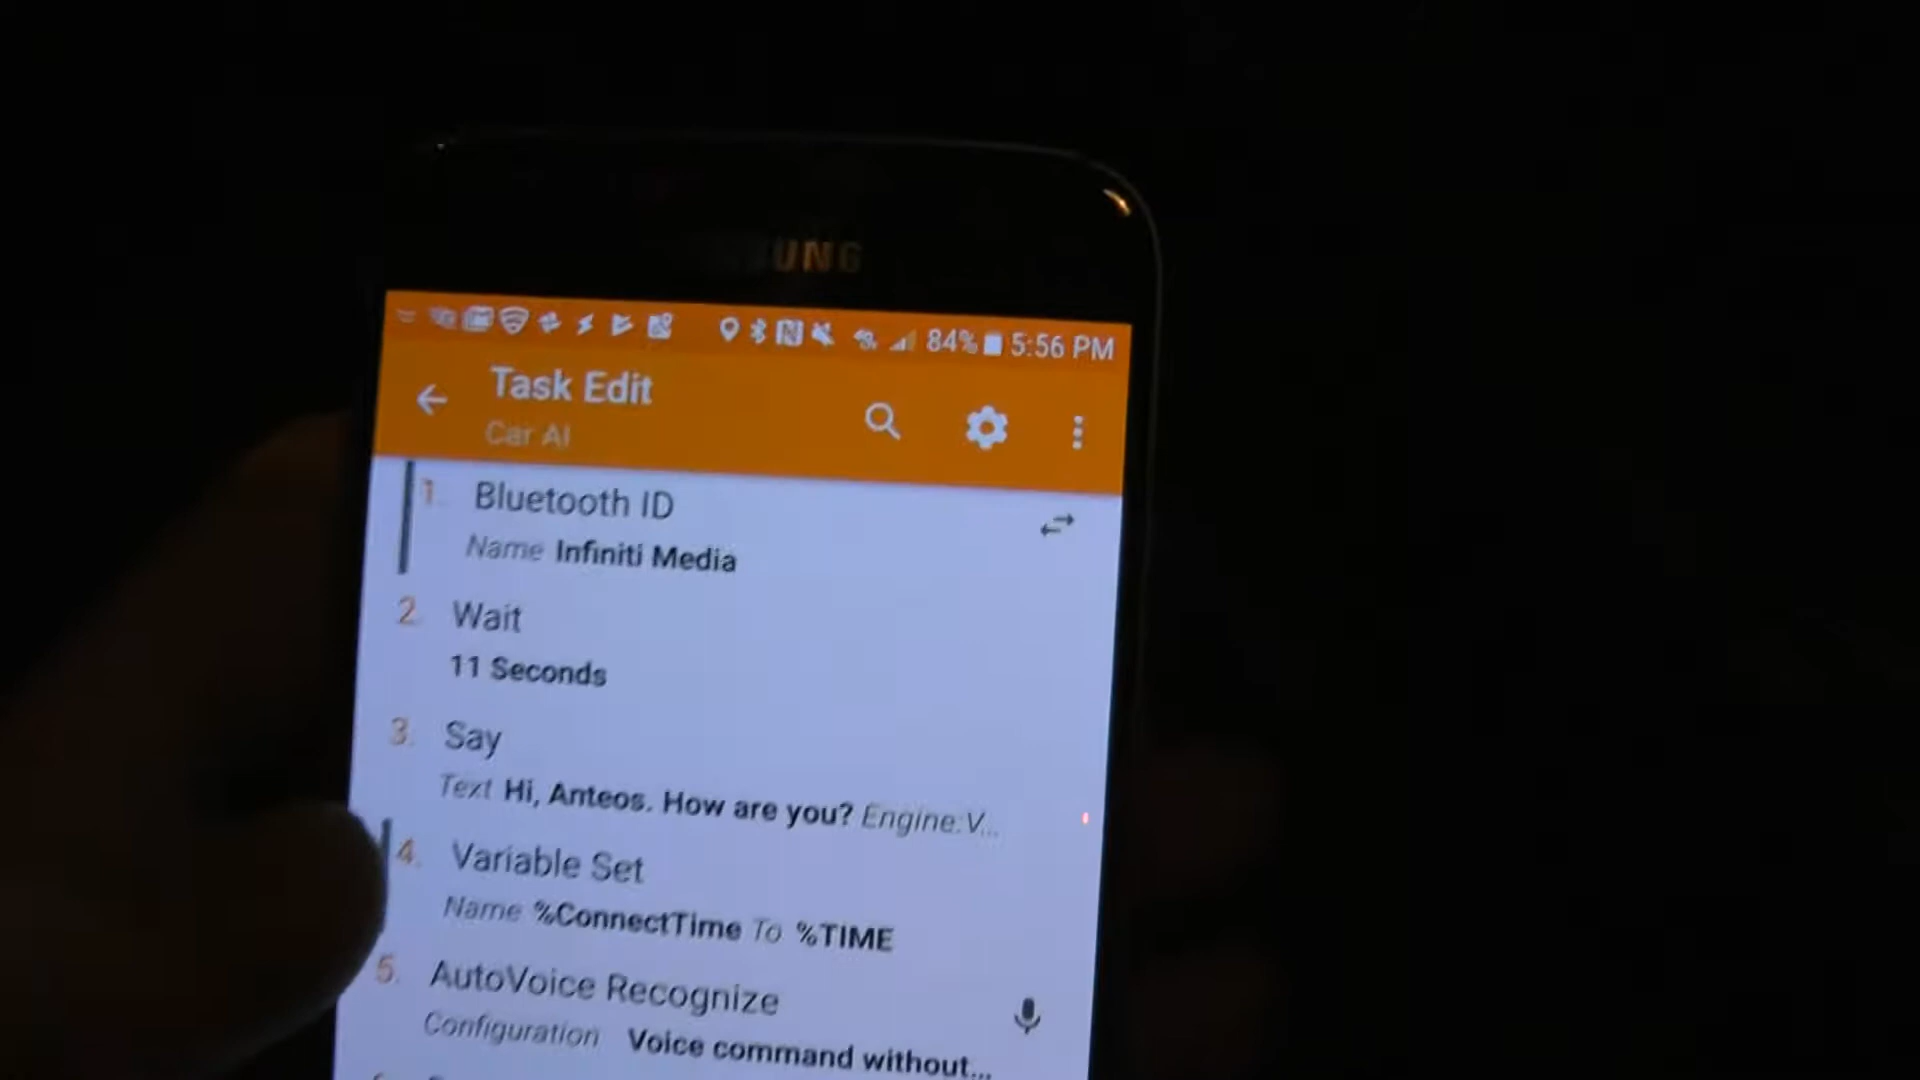 UNG
84% 5:56 PM
Task Edit
Car AI
1. Bluetooth ID
Name Infiniti Media
2. Wait
11 Seconds
3. Say
Text Hi, Anteos. How are you? Engine:V...
4. Variable Set
Name %ConnectTime To %TIME
5. AutoVoice Recognize
Configuration Voice command without...